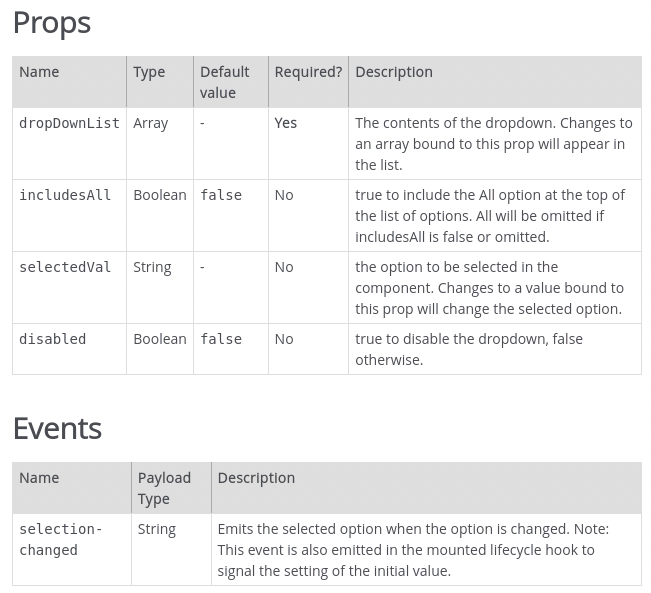 Props
Name Type Default value Required? Description
dropDownList Array - Yes The contents of the dropdown. Changes to
an array bound to this prop will appear in
the list.
includesAll Boolean false No true to include the All option at the top of
the list of options. All will be omitted if
includesAll is false or omitted.
selectedVal String - No the option to be selected in the
component. Changes to a value bound to
this prop will change the selected option.
disabled Boolean false No true to disable the dropdown, false
otherwise.
Events
Name Payload Type Description
selection-changed String Emits the selected option when the option is changed. Note:
This event is also emitted in the mounted lifecycle hook to
signal the setting of the initial value.